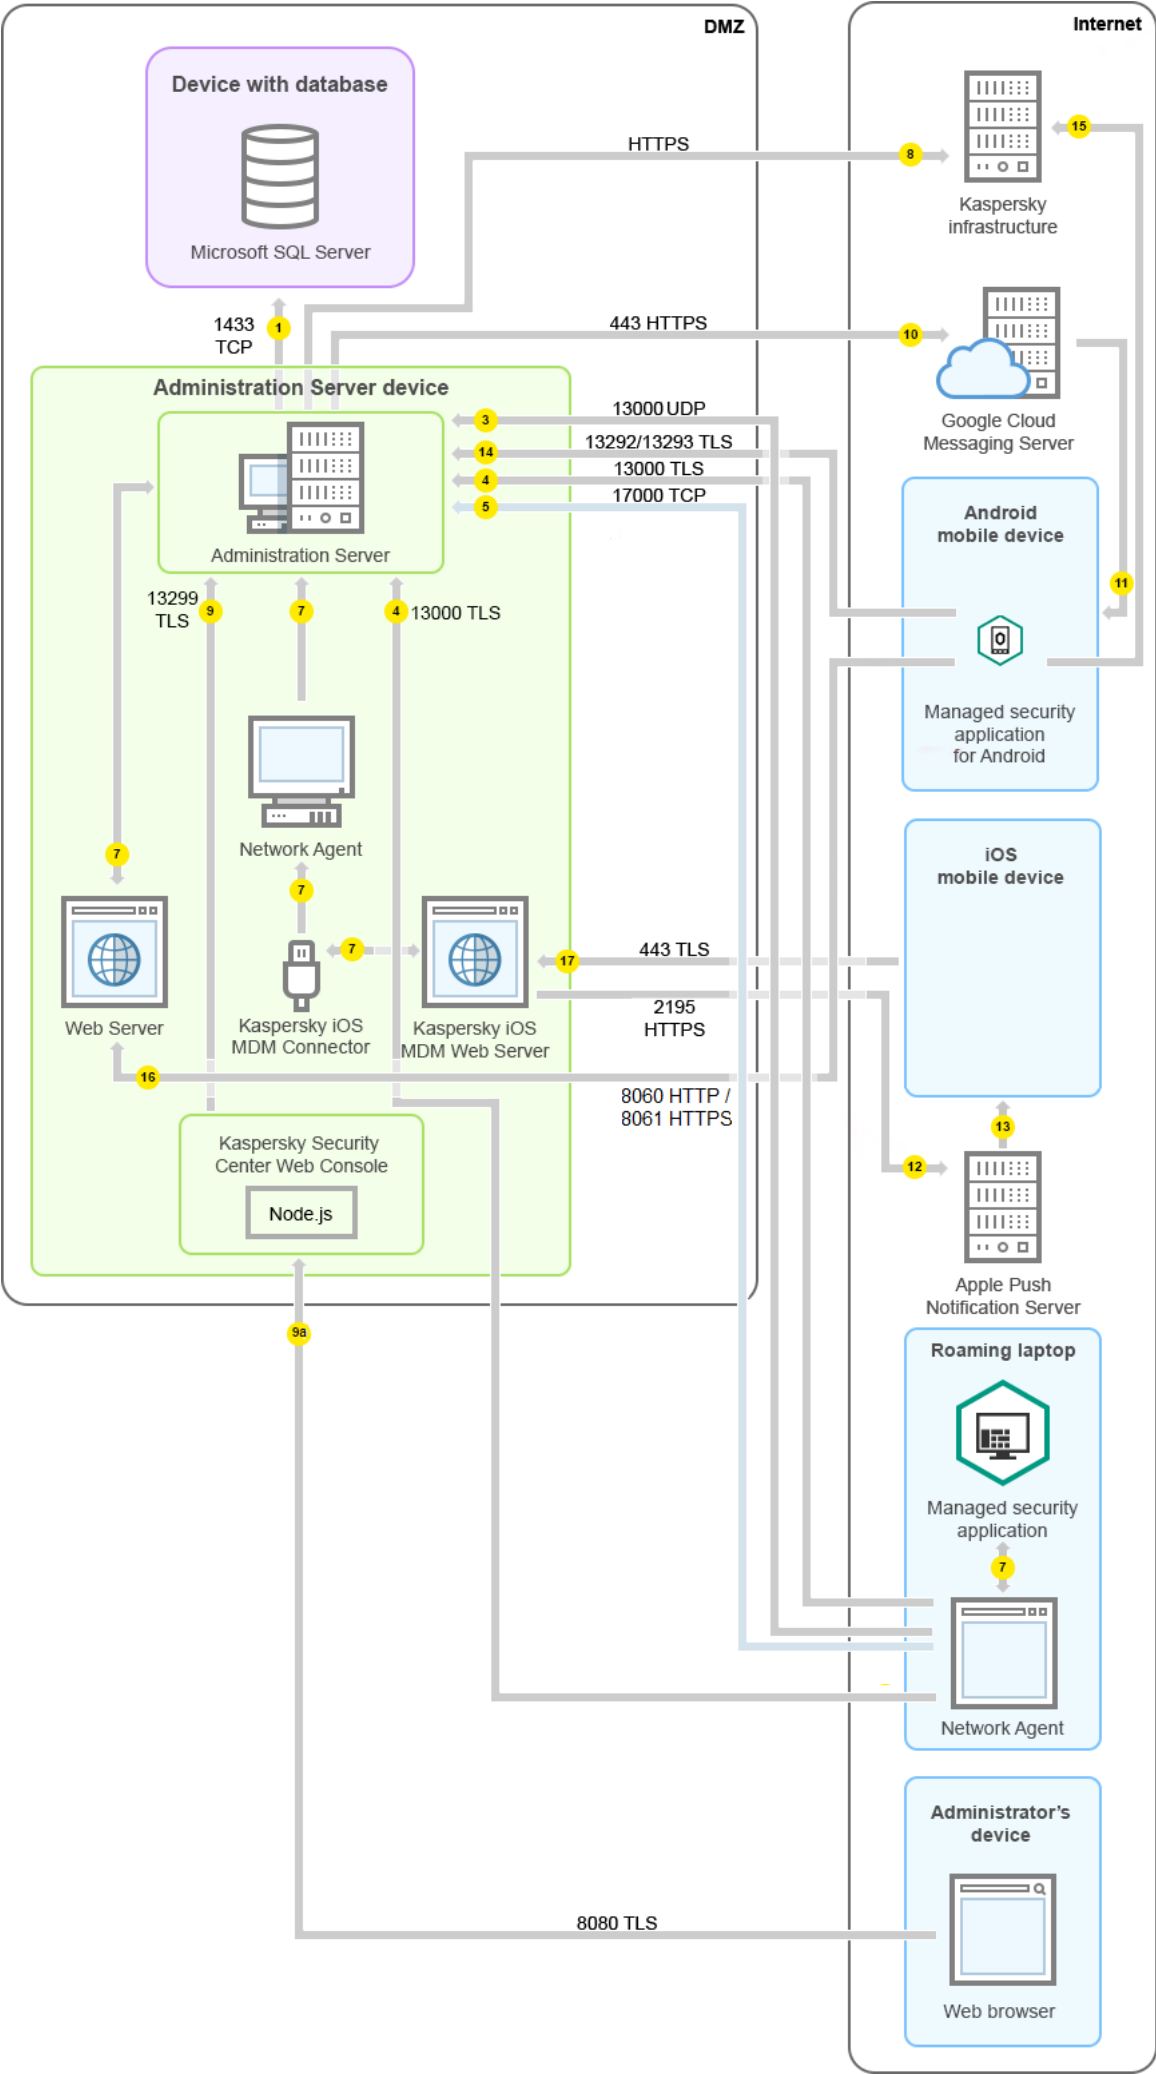 DMZ
Internet
Device with database
Microsoft SQL Server
HTTPS
8
15
Kaspersky
infrastructure
1433
TCP
1
443 HTTPS
10
Google Cloud
Messaging Server
Administration Server device
13000 UDP
3
13292/13293 TLS
14
13000 TLS
4
17000 TCP
5
Administration Server
Android
mobile device
11
Managed security
application
for Android
13299
TLS
9
7
4
13000 TLS
Network Agent
7
7
7
iOS
mobile device
Web Server
Kaspersky iOS
MDM Connector
Kaspersky iOS
MDM Web Server
17
443 TLS
2195
HTTPS
16
8060 HTTP /
8061 HTTPS
13
12
Apple Push
Notification Server
Kaspersky Security
Center Web Console
Node.js
9a
Roaming laptop
Managed security
application
7
Network Agent
Administrator's
device
8080 TLS
Web browser